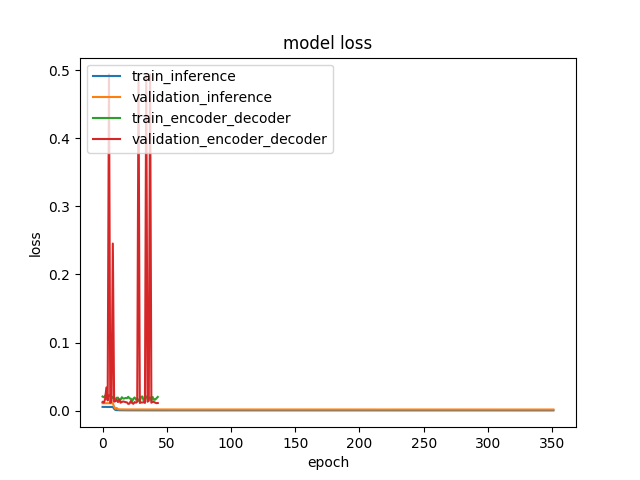 model loss
train_inference
validation_inference
train_encoder_decoder
validation_encoder_decoder
0.5
0.4
0.3
0.2
0.1
0.0
loss
0 50 100 150 200 250 300 350
epoch